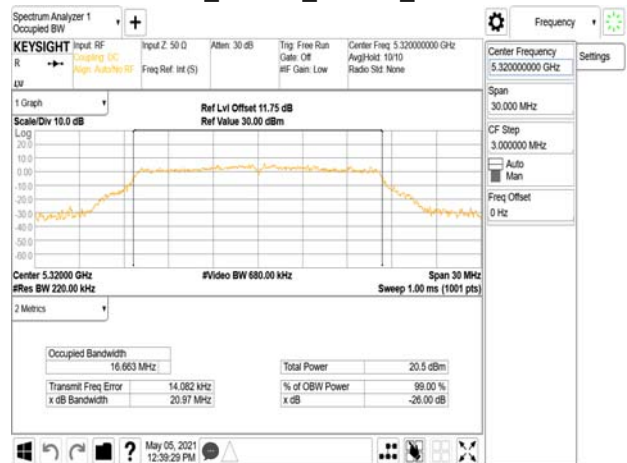 Spectrum Analyzer 1
Occupied BW
Frequency
KEYSIGHT
Input: RF
Coupling: DC
Align: Auto/No RF
Input Z: 50 Ω
Freq Ref: Int (S)
Atten: 30 dB
Trig: Free Run
Gate: Off
#IF Gain: Low
Center Freq: 5.320000000 GHz
Avg|Hold: 10/10
Radio Std: None
R
Center Frequency
5.320000000 GHz
Settings
Span
30.000 MHz
CF Step
3.000000 MHz
Auto
Man
Freq Offset
0 Hz
1 Graph
Ref Lvl Offset 11.75 dB
Scale/Div 10.0 dB
Ref Value 30.00 dBm
Log
20.0
10.0
0.00
-10.0
-20.0
-30.0
-40.0
-50.0
-60.0
Center 5.32000 GHz
#Video BW 680.00 kHz
Span 30 MHz
#Res BW 220.00 kHz
Sweep 1.00 ms (1001 pts)
2 Metrics
Occupied Bandwidth
16.663 MHz
Total Power 20.5 dBm
Transmit Freq Error 14.082 kHz
% of OBW Power 99.00 %
x dB Bandwidth 20.97 MHz
x dB -26.00 dB
May 05, 2021
12:39:29 PM